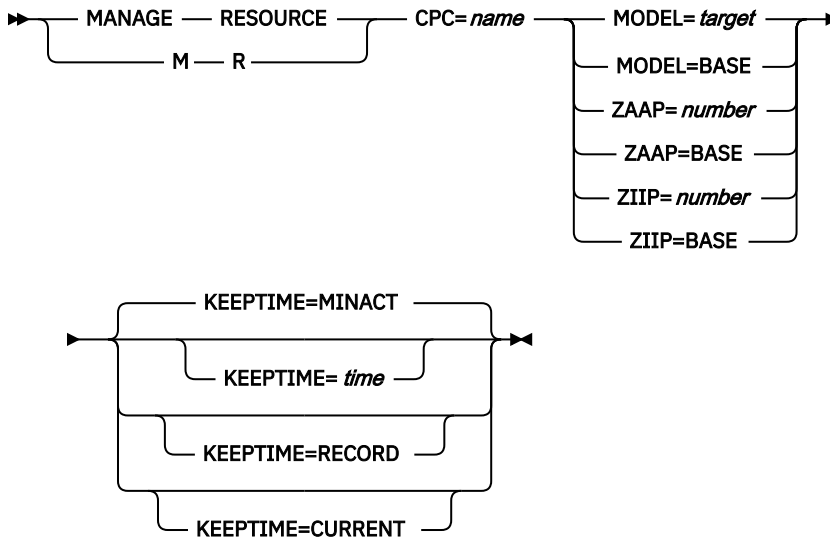 MANAGE RESOURCE CPC=name MODEL=target
M R MODEL=BASE
ZAAP=number
ZAAP=BASE
ZIIP=number
ZIIP=BASE
KEEPTIME=MINACT
KEEPTIME=time
KEEPTIME=RECORD
KEEPTIME=CURRENT